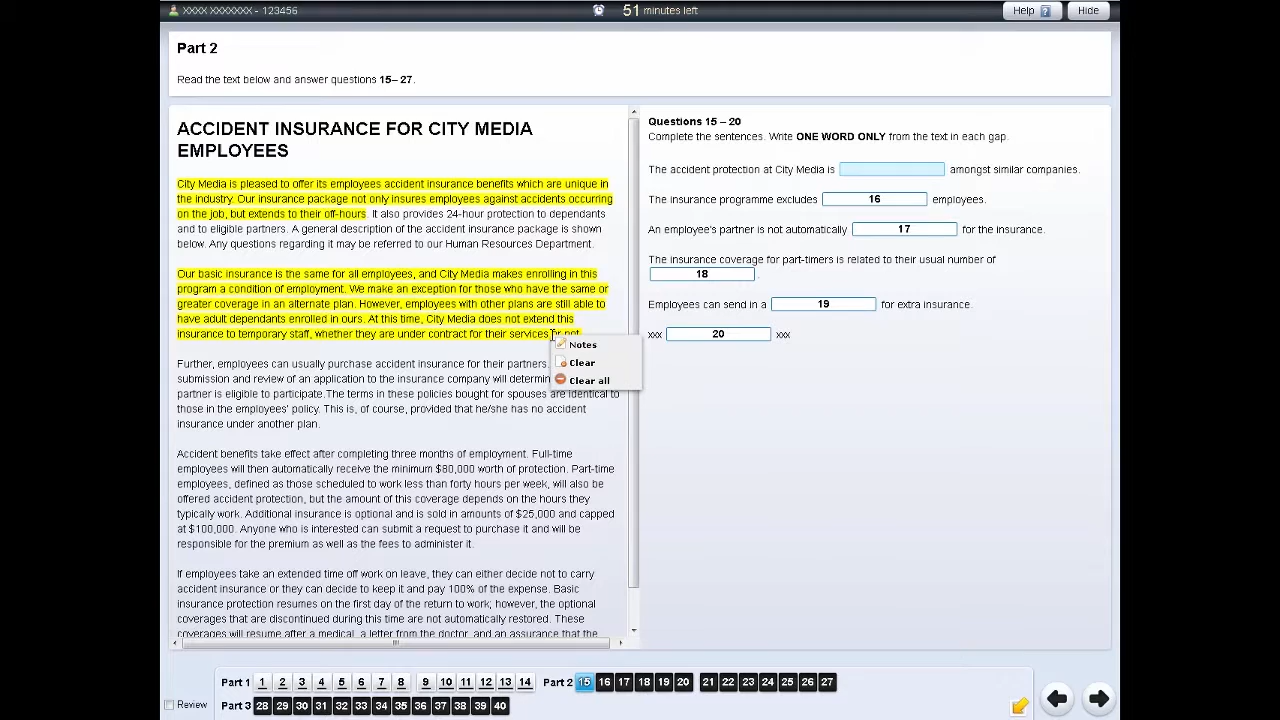 XXXX XXXXXXX - 123456
51 minutes left
Help ?
Hide
Part 2
Read the text below and answer questions 15– 27.
ACCIDENT INSURANCE FOR CITY MEDIA
EMPLOYEES
City Media is pleased to offer its employees accident insurance benefits which are unique in
the industry. Our insurance package not only insures employees against accidents occurring
on the job, but extends to their off-hours. It also provides 24-hour protection to dependants
and to eligible partners. A general description of the accident insurance package is shown
below. Any questions regarding it may be referred to our Human Resources Department.
Our basic insurance is the same for all employees, and City Media makes enrolling in this
program a condition of employment. We make an exception for those who have the same or
greater coverage in an alternate plan. However, employees with other plans are still able to
have adult dependants enrolled in ours. At this time, City Media does not extend this
insurance to temporary staff, whether they are under contract for their services or not.
Further, employees can usually purchase accident insurance for their partners.
submission and review of an application to the insurance company will
partner is eligible to participate.The terms in these policies bought for spouses are identical to
those in the employees' policy. This is, of course, provided that he/she has no accident
insurance under another plan.
Accident benefits take effect after completing three months of employment. Full-time
employees will then automatically receive the minimum $80,000 worth of protection. Part-time
employees, defined as those scheduled to work less than forty hours per week, will also be
offered accident protection, but the amount of this coverage depends on the hours they
typically work. Additional insurance is optional and is sold in amounts of $25,000 and capped
at $100,000. Anyone who is interested can submit a request to purchase it and will be
responsible for the premium as well as the fees to administer it.
If employees take an extended time off work on leave, they can either decide not to carry
accident insurance or they can decide to keep it and pay 100% of the expense. Basic
insurance protection resumes on the first day of the return to work; however, the optional
coverages that are discontinued during this time are not automatically restored. These
coverages will resume after a medical, a letter from the doctor, and an assurance that the
Notes
Clear
Clear all
Questions 15 – 20
Complete the sentences. Write ONE WORD ONLY from the text in each gap.
The accident protection at City Media is amongst similar companies.
The insurance programme excludes 16 employees.
An employee's partner is not automatically 17 for the insurance.
The insurance coverage for part-timers is related to their usual number of
18 .
Employees can send in a 19 for extra insurance.
xxx 20 xxx
Part 1 1 2 3 4 5 6 7 8 9 10 11 12 13 14 Part 2 15 16 17 18 19 20 21 22 23 24 25 26 27
Review Part 3 28 29 30 31 32 33 34 35 36 37 38 39 40